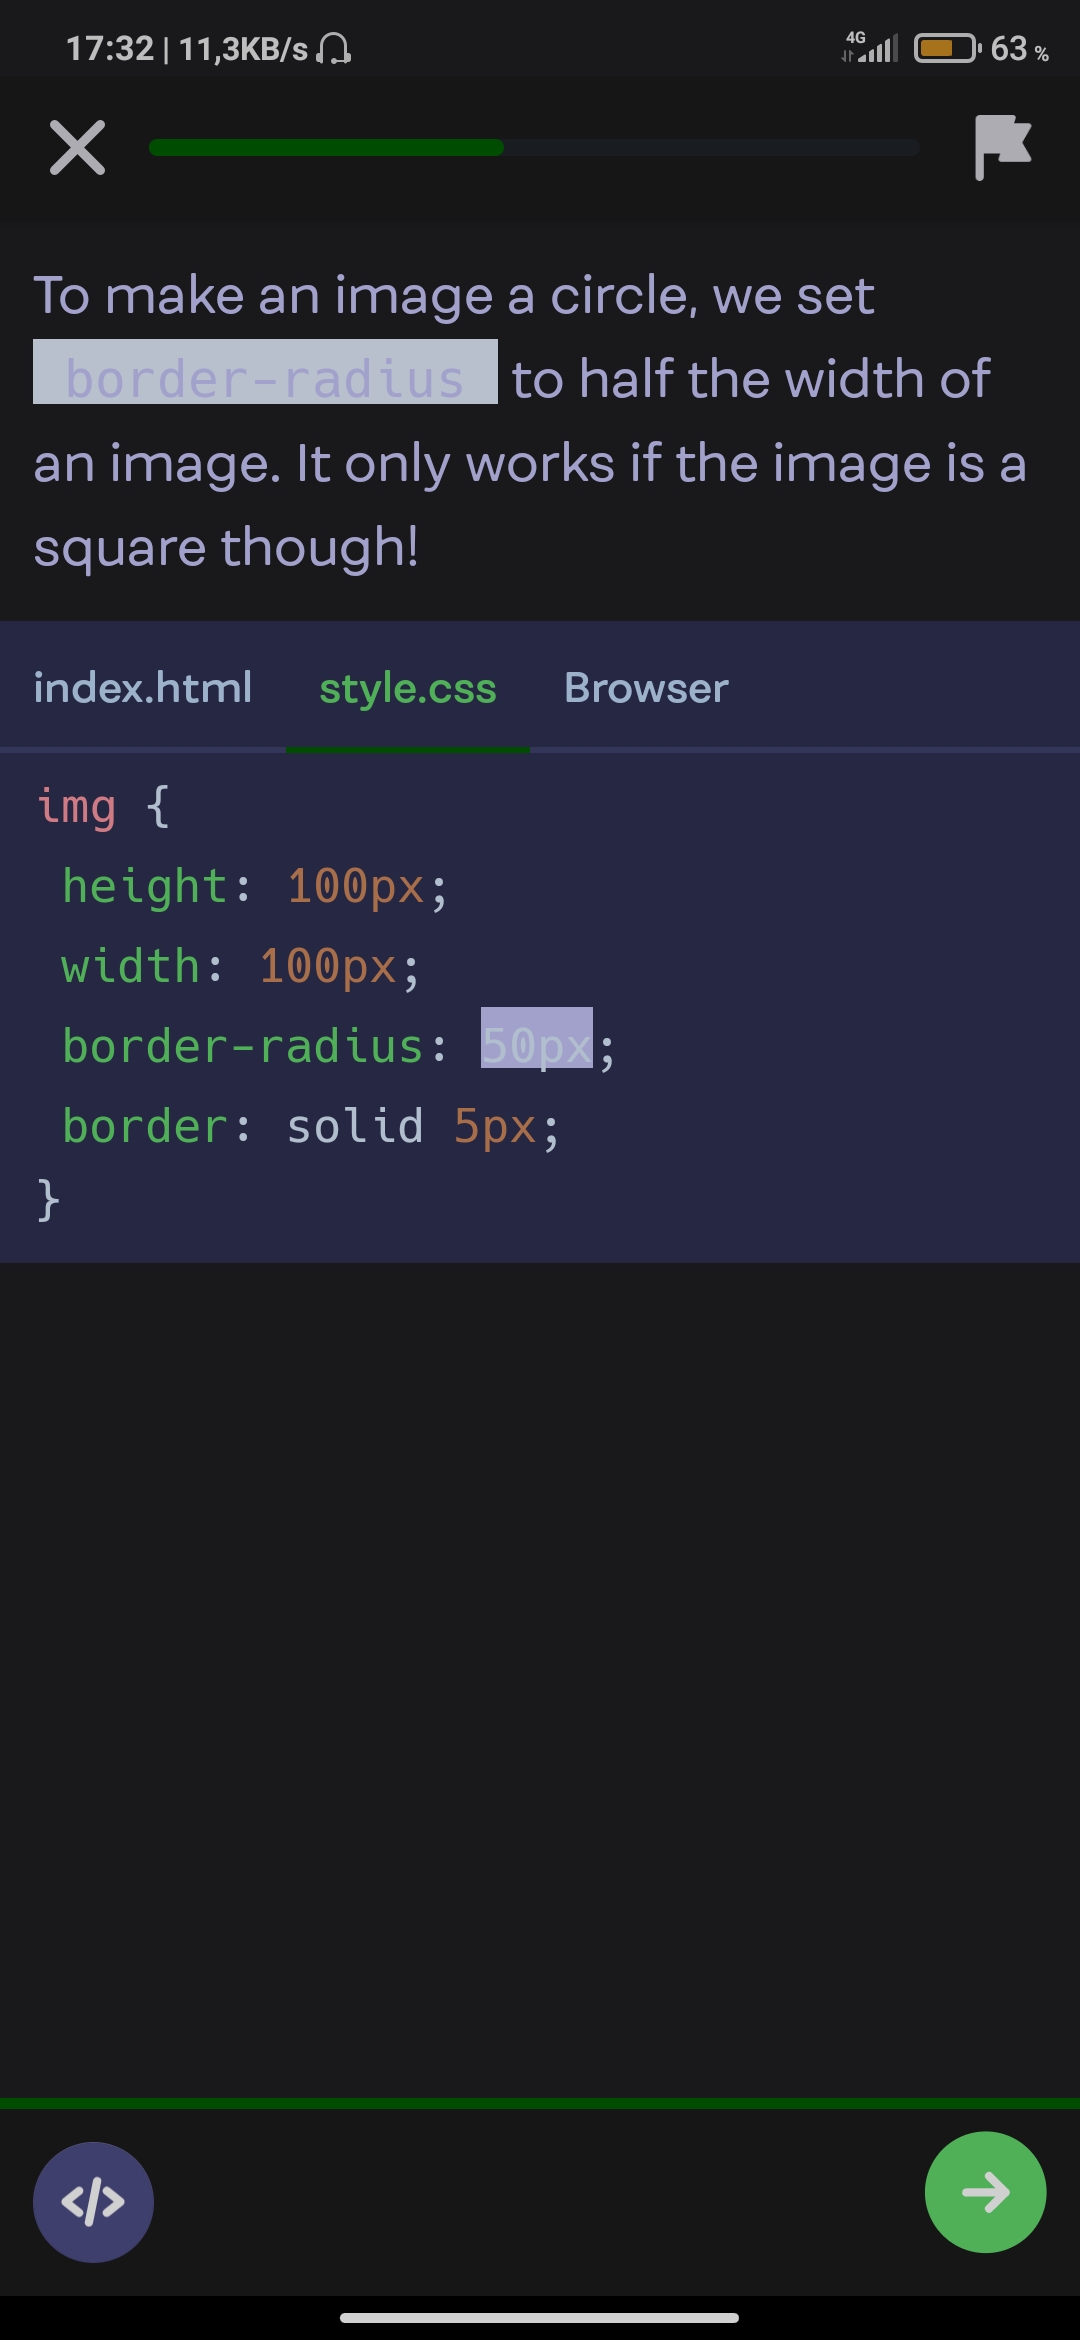 17:32 | 11,3KB/s 4G 63 %
To make an image a circle, we set
border-radius to half the width of
an image. It only works if the image is a
square though!
index.html style.css Browser
img {
height: 100px;
width: 100px;
border-radius: 50px;
border: solid 5px;
}
</>